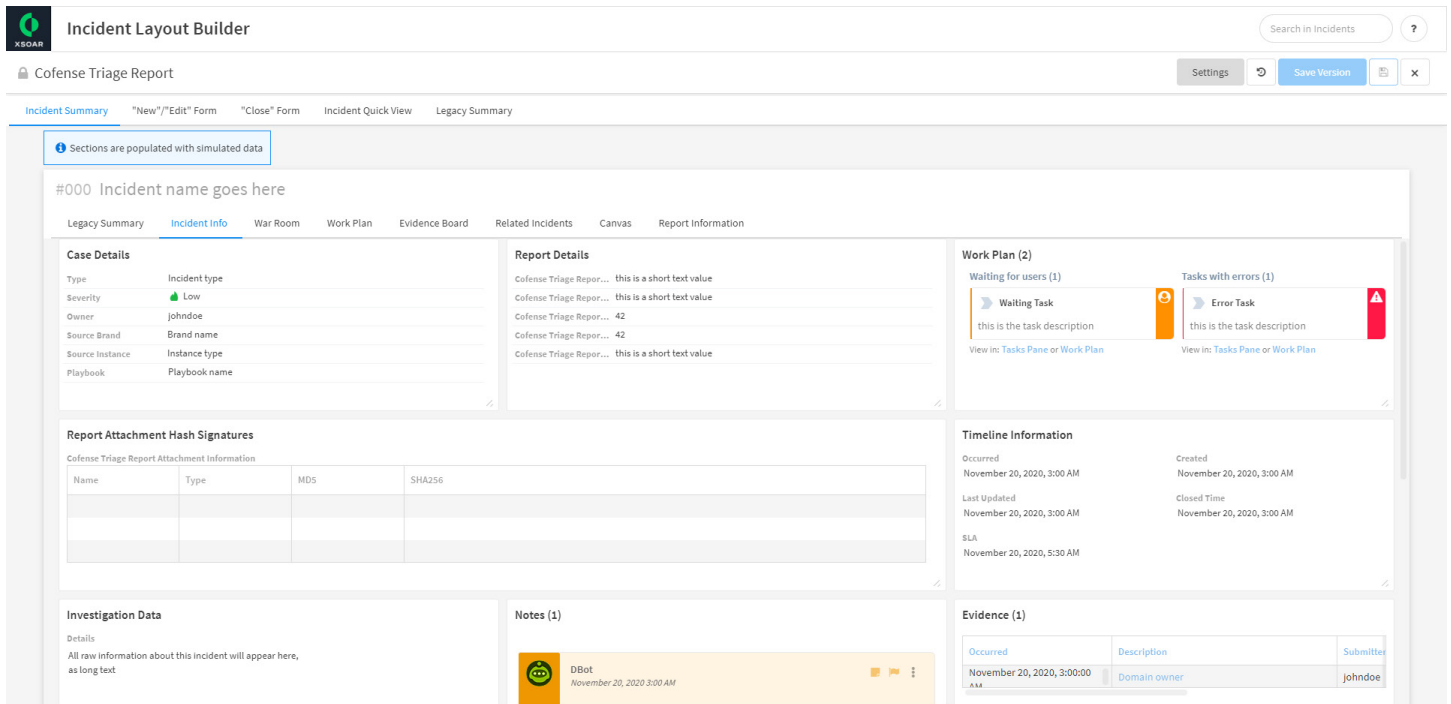 XSOAR
Incident Layout Builder
Search in Incidents
?
Cofense Triage Report
Settings
Save Version
Incident Summary
"New"/"Edit" Form
"Close" Form
Incident Quick View
Legacy Summary
Sections are populated with simulated data
#000 Incident name goes here
Legacy Summary
Incident Info
War Room
Work Plan
Evidence Board
Related Incidents
Canvas
Report Information
Case Details
Type Incident type
Severity Low
Owner johndoe
Source Brand Brand name
Source Instance Instance type
Playbook Playbook name
Report Details
Cofense Triage Repor... this is a short text value
Cofense Triage Repor... this is a short text value
Cofense Triage Repor... 42
Cofense Triage Repor... 42
Cofense Triage Repor... this is a short text value
Work Plan (2)
Waiting for users (1)
Waiting Task
this is the task description
View in: Tasks Pane or Work Plan
Tasks with errors (1)
Error Task
this is the task description
View in: Tasks Pane or Work Plan
Report Attachment Hash Signatures
Cofense Triage Report Attachment Information
Name Type MD5 SHA256
Timeline Information
Occurred
November 20, 2020, 3:00 AM
Created
November 20, 2020, 3:00 AM
Last Updated
November 20, 2020, 3:00 AM
Closed Time
November 20, 2020, 3:00 AM
SLA
November 20, 2020, 5:30 AM
Investigation Data
Details
All raw information about this incident will appear here,
as long text
Notes (1)
DBot
November 20, 2020 3:00 AM
Evidence (1)
Occurred Description Submitter
November 20, 2020, 3:00:00
AM
Domain owner
johndoe